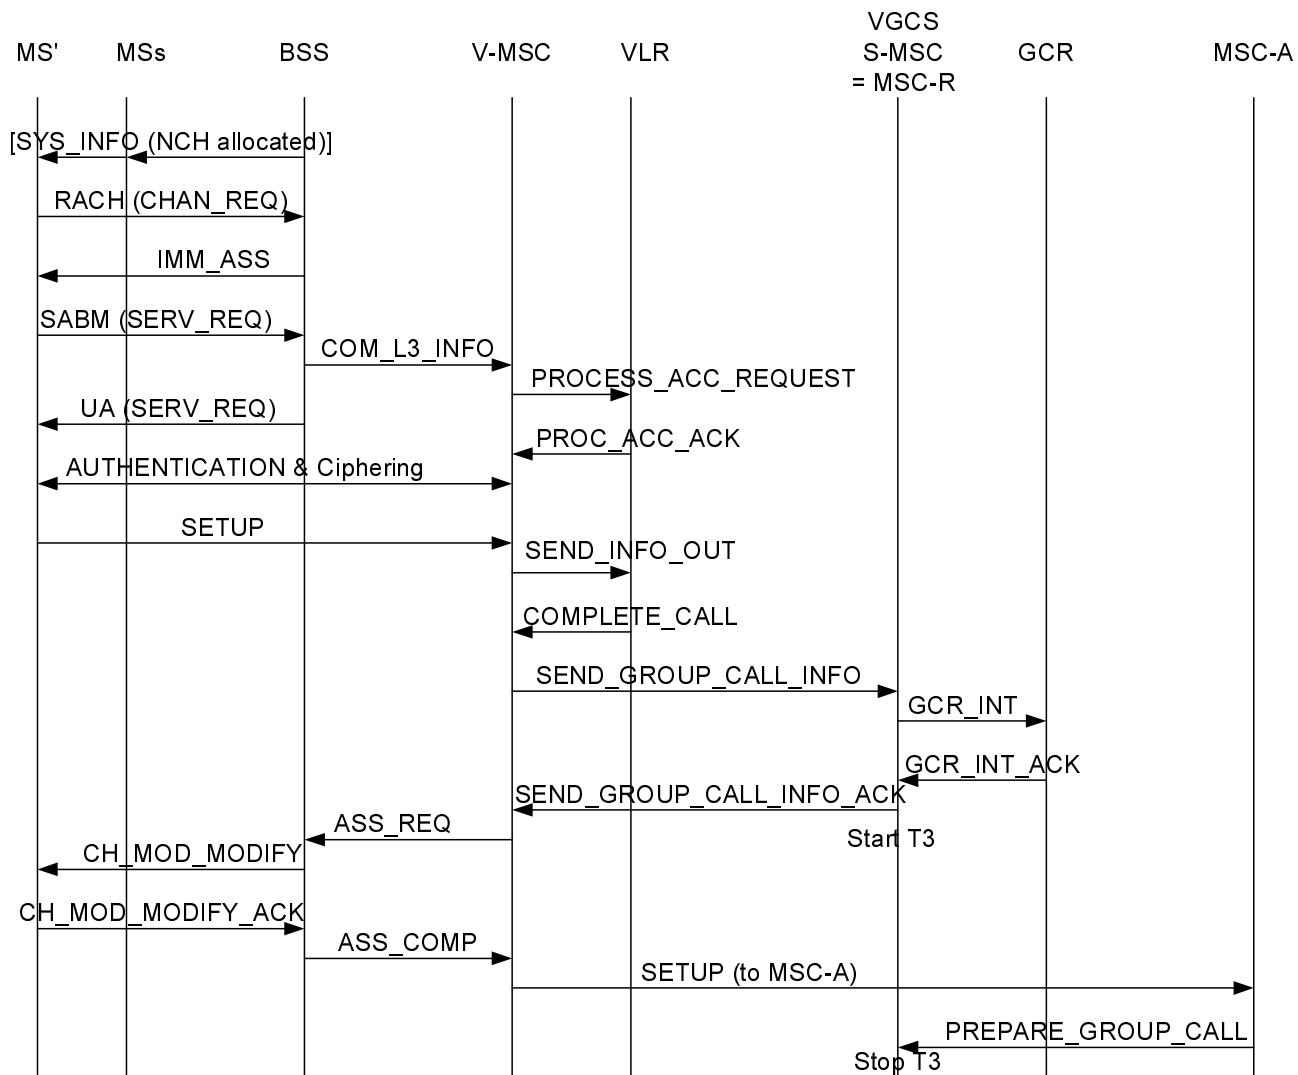 VGCS
MS' MSs BSS V-MSC VLR S-MSC GCR MSC-A
= MSC-R
[SYS_INFO (NCH allocated)]
RACH (CHAN_REQ)
IMM_ASS
SABM (SERV_REQ)
COM_L3_INFO
PROCESS_ACC_REQUEST
UA (SERV_REQ)
PROC_ACC_ACK
AUTHENTICATION & Ciphering
SETUP
SEND_INFO_OUT
COMPLETE_CALL
SEND_GROUP_CALL_INFO
GCR_INT
GCR_INT_ACK
SEND_GROUP_CALL_INFO_ACK
ASS_REQ
Start T3
CH_MOD_MODIFY
CH_MOD_MODIFY_ACK
ASS_COMP
SETUP (to MSC-A)
PREPARE_GROUP_CALL
Stop T3